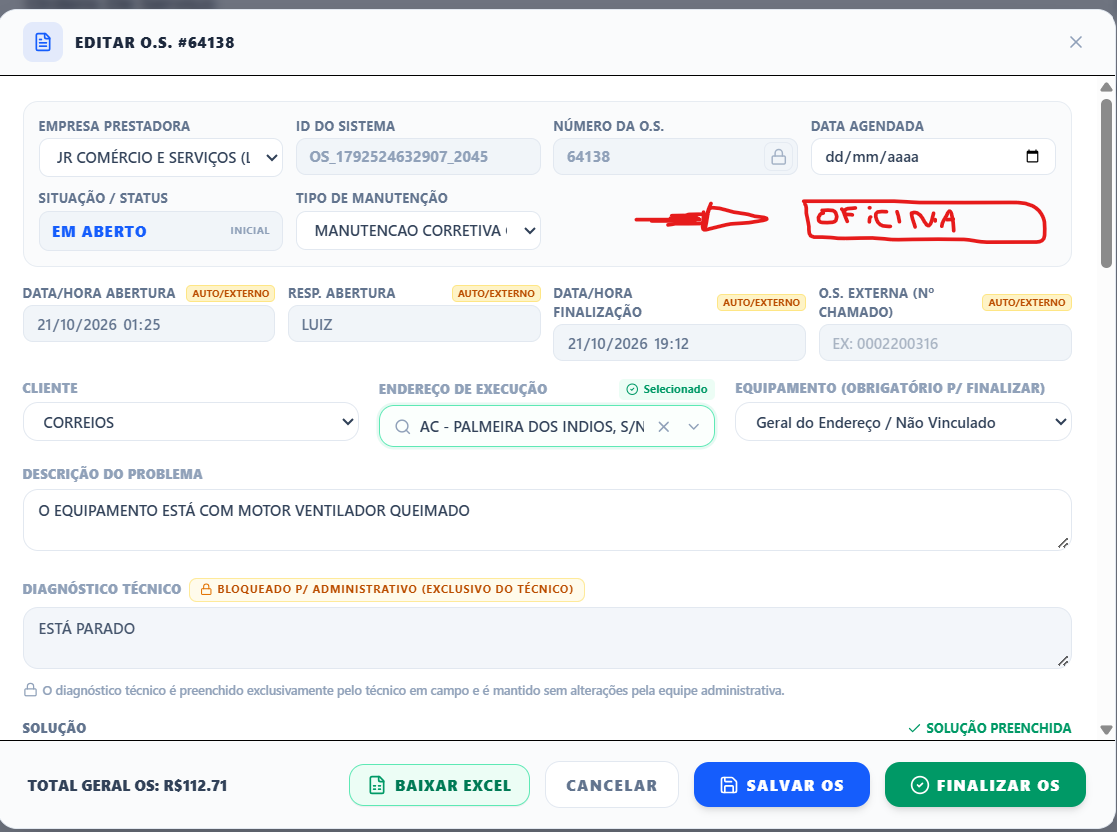 EDITAR O.S. #64138
EMPRESA PRESTADORA
ID DO SISTEMA
NÚMERO DA O.S.
DATA AGENDADA
JR COMÉRCIO E SERVIÇOS (L
OS_1792524632907_2045
64138
dd/mm/aaaa
SITUAÇÃO / STATUS
TIPO DE MANUTENÇÃO
EM ABERTO
INICIAL
MANUTENCAO CORRETIVA (
OFiCINA
DATA/HORA ABERTURA
AUTO/EXTERNO
RESP. ABERTURA
AUTO/EXTERNO
DATA/HORA
FINALIZAÇÃO
AUTO/EXTERNO
O.S. EXTERNA (Nº
CHAMADO)
AUTO/EXTERNO
21/10/2026 01:25
LUIZ
21/10/2026 19:12
EX: 0002200316
CLIENTE
ENDEREÇO DE EXECUÇÃO
Selecionado
EQUIPAMENTO (OBRIGATÓRIO P/ FINALIZAR)
CORREIOS
AC - PALMEIRA DOS INDIOS, S/N
Geral do Endereço / Não Vinculado
DESCRIÇÃO DO PROBLEMA
O EQUIPAMENTO ESTÁ COM MOTOR VENTILADOR QUEIMADO
DIAGNÓSTICO TÉCNICO
BLOQUEADO P/ ADMINISTRATIVO (EXCLUSIVO DO TÉCNICO)
ESTÁ PARADO
O diagnóstico técnico é preenchido exclusivamente pelo técnico em campo e é mantido sem alterações pela equipe administrativa.
SOLUÇÃO
SOLUÇÃO PREENCHIDA
TOTAL GERAL OS: R$112.71
BAIXAR EXCEL
CANCELAR
SALVAR OS
FINALIZAR OS